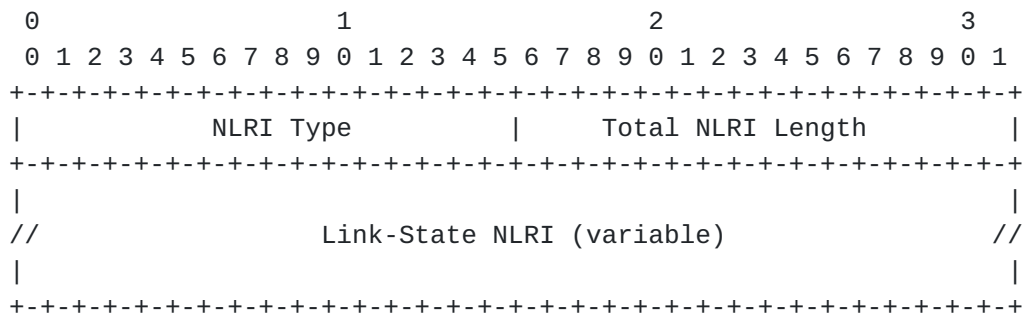 0                   1                   2                   3
 0 1 2 3 4 5 6 7 8 9 0 1 2 3 4 5 6 7 8 9 0 1 2 3 4 5 6 7 8 9 0 1
+-+-+-+-+-+-+-+-+-+-+-+-+-+-+-+-+-+-+-+-+-+-+-+-+-+-+-+-+-+-+-+-+
|            NLRI Type          |     Total NLRI Length         |
+-+-+-+-+-+-+-+-+-+-+-+-+-+-+-+-+-+-+-+-+-+-+-+-+-+-+-+-+-+-+-+-+
|                                                               |
//                  Link-State NLRI (variable)                 //
|                                                               |
+-+-+-+-+-+-+-+-+-+-+-+-+-+-+-+-+-+-+-+-+-+-+-+-+-+-+-+-+-+-+-+-+